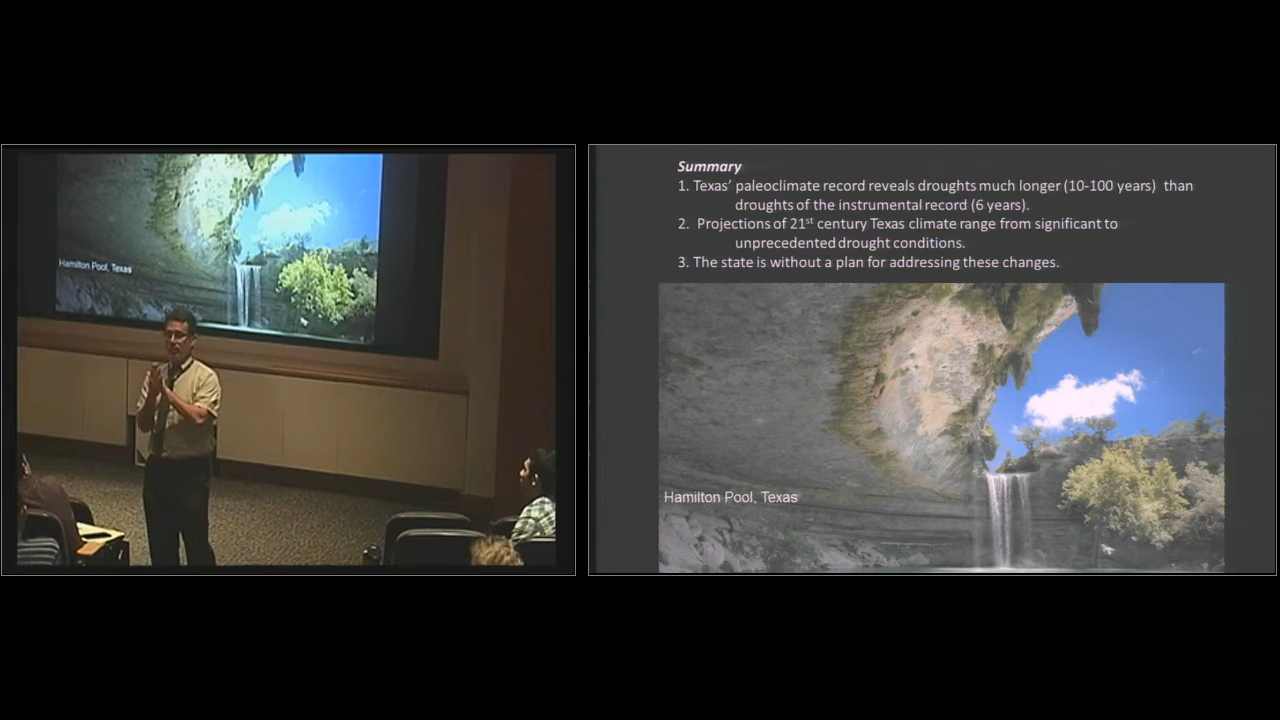 Hamilton Pool, Texas
Summary
1. Texas' paleoclimate record reveals droughts much longer (10-100 years) than
droughts of the instrumental record (6 years).
2. Projections of 21st century Texas climate range from significant to
unprecedented drought conditions.
3. The state is without a plan for addressing these changes.
Hamilton Pool, Texas